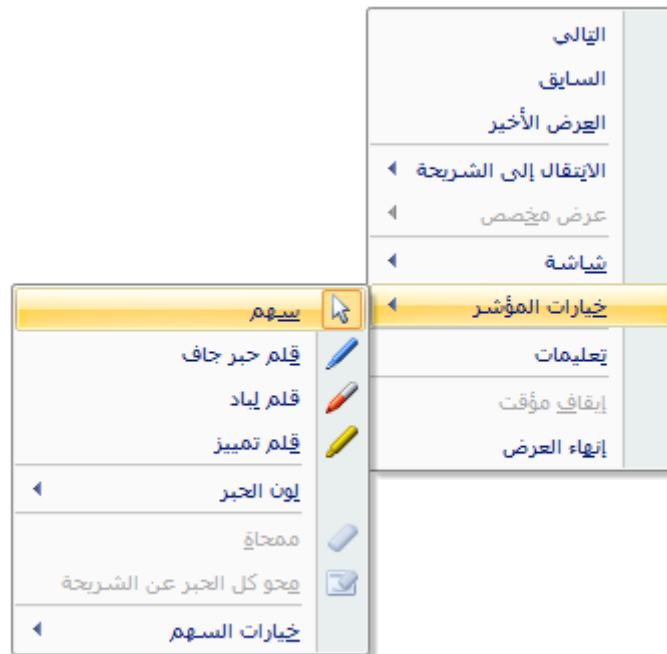 التالي
السابق
العرض الأخير
الانتقال إلى الشريحة
عرض مخصص
شاشة
خيارات المؤشر
تعليمات
إيقاف مؤقت
إنهاء العرض
سهم
قلم حبر جاف
قلم لباد
قلم تمييز
لون الحبر
ممحاة
محو كل الحبر عن الشريحة
خيارات السهم